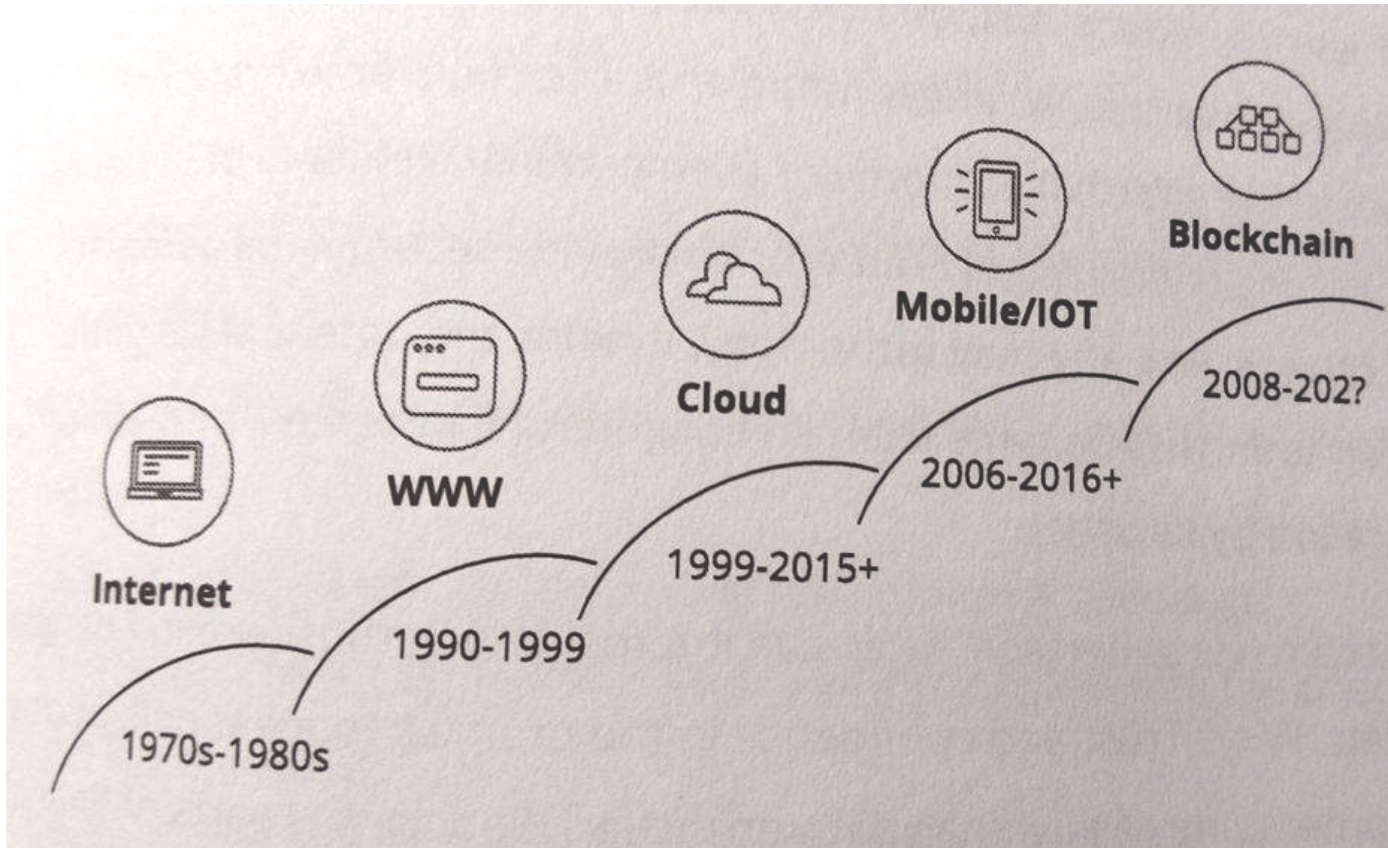 Internet
1970s-1980s
WWW
1990-1999
Cloud
1999-2015+
Mobile/IOT
2006-2016+
Blockchain
2008-202?